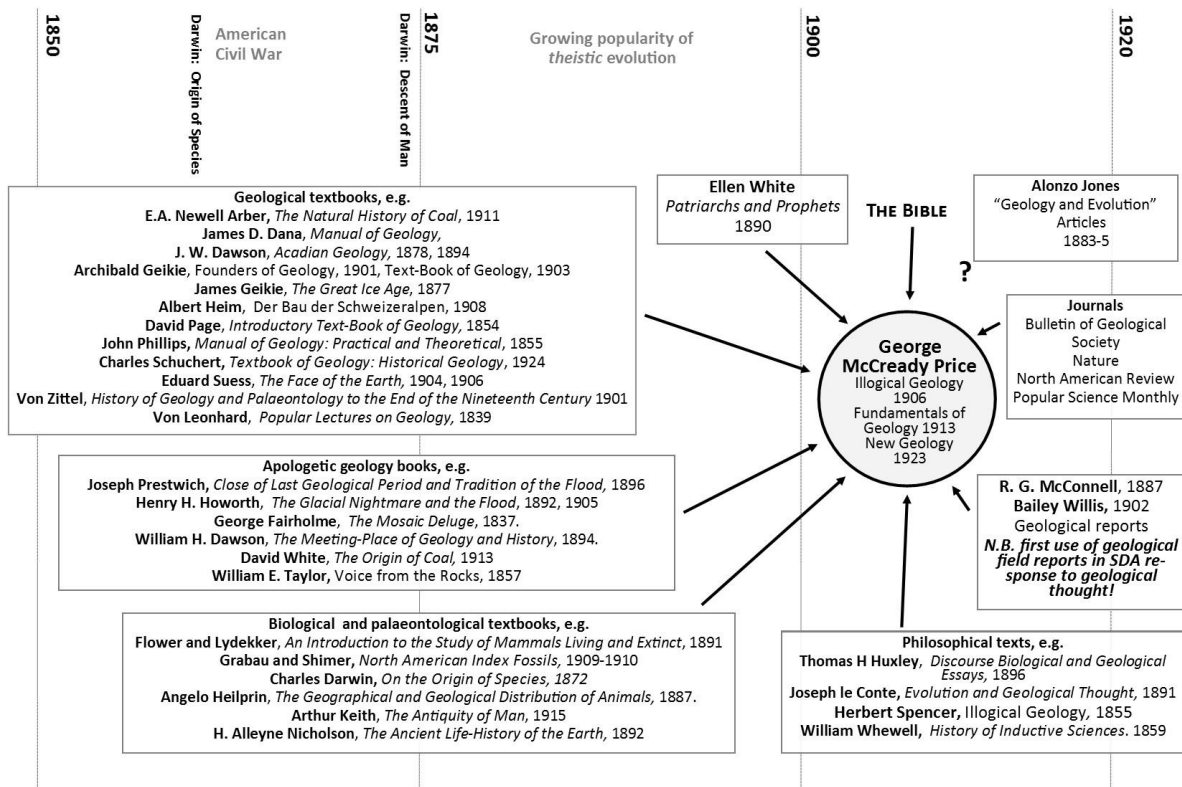 1850
Darwin: Origin of Species
American
Civil War
1875
Darwin: Descent of Man
Growing popularity of
theistic evolution
1900
1920
Geological textbooks, e.g.
E.A. Newell Arber, The Natural History of Coal, 1911
James D. Dana, Manual of Geology,
J. W. Dawson, Acadian Geology, 1878, 1894
Archibald Geikie, Founders of Geology, 1901, Text-Book of Geology, 1903
James Geikie, The Great Ice Age, 1877
Albert Heim, Der Bau der Schweizeralpen, 1908
David Page, Introductory Text-Book of Geology, 1854
John Phillips, Manual of Geology: Practical and Theoretical, 1855
Charles Schuchert, Textbook of Geology: Historical Geology, 1924
Eduard Suess, The Face of the Earth, 1904, 1906
Von Zittel, History of Geology and Palaeontology to the End of the Nineteenth Century 1901
Von Leonhard, Popular Lectures on Geology, 1839
Ellen White
Patriarchs and Prophets
1890
THE BIBLE
Alonzo Jones
“Geology and Evolution”
Articles
1883-5
?
George
McCready Price
Illogical Geology
1906
Fundamentals of
Geology 1913
New Geology
1923
Journals
Bulletin of Geological
Society
Nature
North American Review
Popular Science Monthly
Apologetic geology books, e.g.
Joseph Prestwich, Close of Last Geological Period and Tradition of the Flood, 1896
Henry H. Howorth, The Glacial Nightmare and the Flood, 1892, 1905
George Fairholme, The Mosaic Deluge, 1837.
William H. Dawson, The Meeting-Place of Geology and History, 1894.
David White, The Origin of Coal, 1913
William E. Taylor, Voice from the Rocks, 1857
R. G. McConnell, 1887
Bailey Willis, 1902
Geological reports
N.B. first use of geological
field reports in SDA re-
sponse to geological
thought!
Biological and palaeontological textbooks, e.g.
Flower and Lydekker, An Introduction to the Study of Mammals Living and Extinct, 1891
Grabau and Shimer, North American Index Fossils, 1909-1910
Charles Darwin, On the Origin of Species, 1872
Angelo Heilprin, The Geographical and Geological Distribution of Animals, 1887.
Arthur Keith, The Antiquity of Man, 1915
H. Alleyne Nicholson, The Ancient Life-History of the Earth, 1892
Philosophical texts, e.g.
Thomas H Huxley, Discourse Biological and Geological
Essays, 1896
Joseph le Conte, Evolution and Geological Thought, 1891
Herbert Spencer, Illogical Geology, 1855
William Whewell, History of Inductive Sciences. 1859